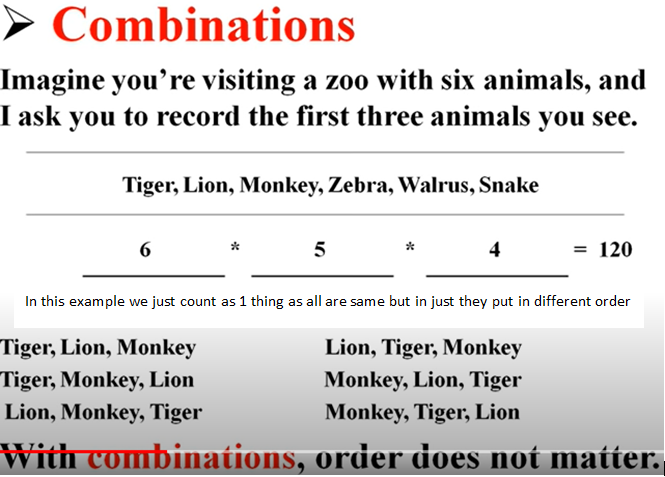 ➤ Combinations
Imagine you’re visiting a zoo with six animals, and
I ask you to record the first three animals you see.
Tiger, Lion, Monkey, Zebra, Walrus, Snake
6 * 5 * 4 = 120
In this example we just count as 1 thing as all are same but in just they put in different order
Tiger, Lion, Monkey Lion, Tiger, Monkey
Tiger, Monkey, Lion Monkey, Lion, Tiger
Lion, Monkey, Tiger Monkey, Tiger, Lion
With combinations, order does not matter.